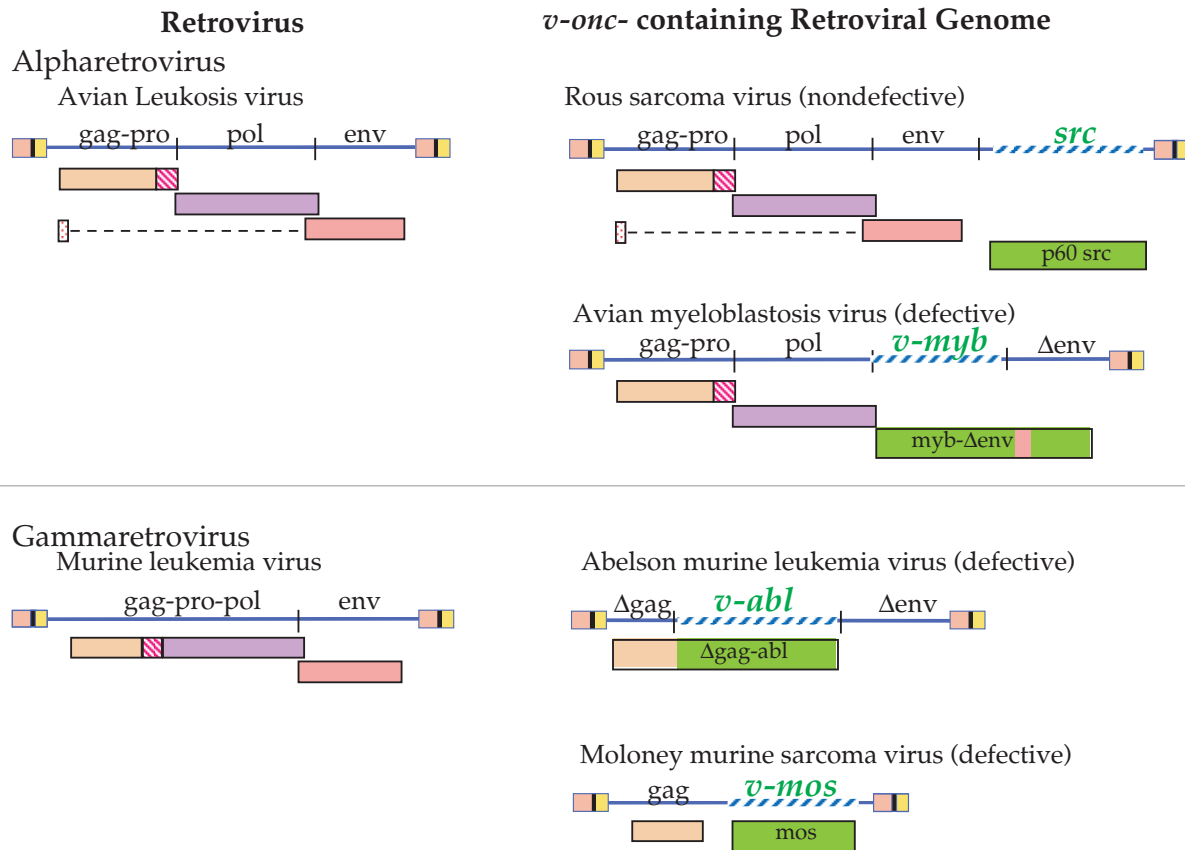 Retrovirus
v-onc- containing Retroviral Genome
Alpharetrovirus
Avian Leukosis virus
gag-pro pol env
Rous sarcoma virus (nondefective)
gag-pro pol env src
p60 src
Avian myeloblastosis virus (defective)
gag-pro pol v-myb Δenv
myb-Δenv
Gammaretrovirus
Murine leukemia virus
gag-pro-pol env
Abelson murine leukemia virus (defective)
Δgag v-abl Δenv
Δgag-abl
Moloney murine sarcoma virus (defective)
gag v-mos
mos